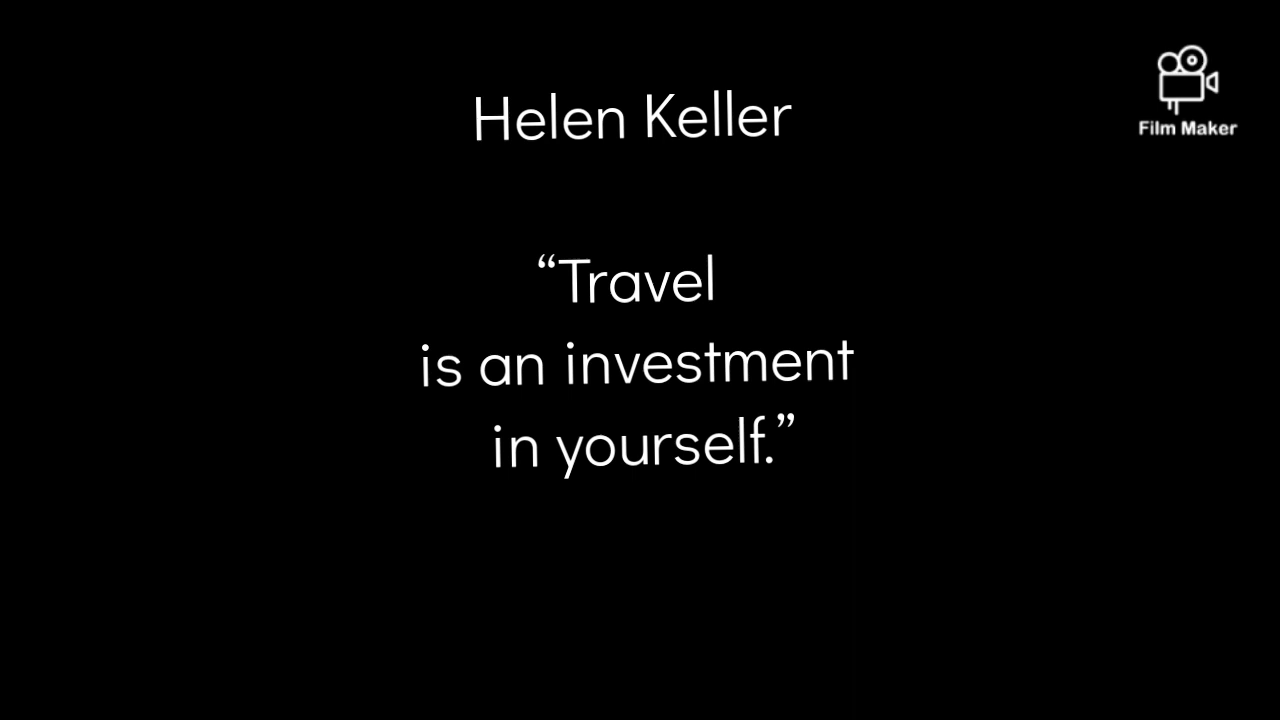 Helen Keller
Film Maker
“Travel
is an investment
in yourself.”